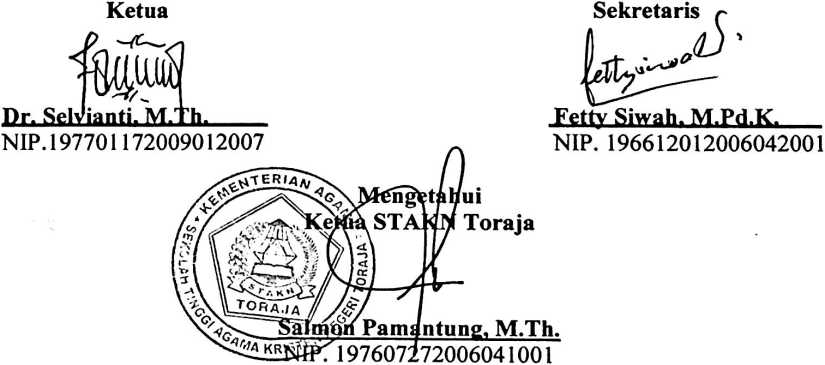 Ketua
Dr. Selvianti, M.Th.
NIP.197701172009012007
Sekretaris
Fetty Siwah, M.Pd.K.
NIP. 196612012006042001
Mengetahui
Ketua STAKN Toraja
KEMENTERIAN AGAMA
SEKOLAH TINGGI AGAMA KRISTEN NEGERI TORAJA
STAKN
TORAJA
Salmon Pamantung, M.Th.
NIP. 197607272006041001